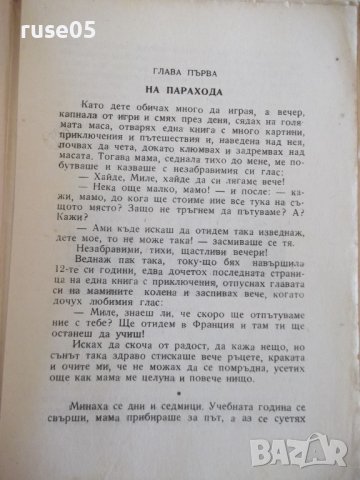 ruse05
ГЛАВА ПЪРВА
НА ПАРАХОДА
Като дете обичах много да играя, а вечер,
капнала от игри и смях през деня, сядах на голя-
мата маса, отварях една книга с много картини,
приключения и пътешествия и, наведена над нея,
почвах да чета, докато клюмвах и задремвах над
масата. Тогава мама, седнала тихо до мене, ме по-
бутваше и казваше с незабравимия си глас:
— Хайде, Миле, хайде да си лягаме вече!
— Нека още малко, мамо! — и после: — ка-
жи, мамо, до кога ще стоиме ние все тука на съ-
щото място? Защо не тръгнем да пътуваме? А?
Кажи?
— Ами къде искаш да отидем така изведнаж,
дете мое, то не може така! — засмиваше се тя.
Незабравими, тихи, щастливи вечери!
Веднаж пак така, току-що бях навършила
12-те си години, едва дочетох последната страни-
ца на една книга с приключения, отпуснах главата
си на мамините колена и заспивах вече, когато
дочух любимия глас:
— Миле, знаеш ли, че скоро ще отпътуваме
ние с тебе? Ще отидем в Франция и там ти ще
останеш да учиш!
Исках да скоча от радост, да кажа нещо, но
сънят така здраво стискаше вече ръцете, краката
и очите ми, че не можах да се помръдна, усетих
още как мама ме целуна и повече нищо.
*
Минаха се дни и седмици. Учебната година се
свърши, мама прибираше за път, а аз се суетях
BAZAR.bg